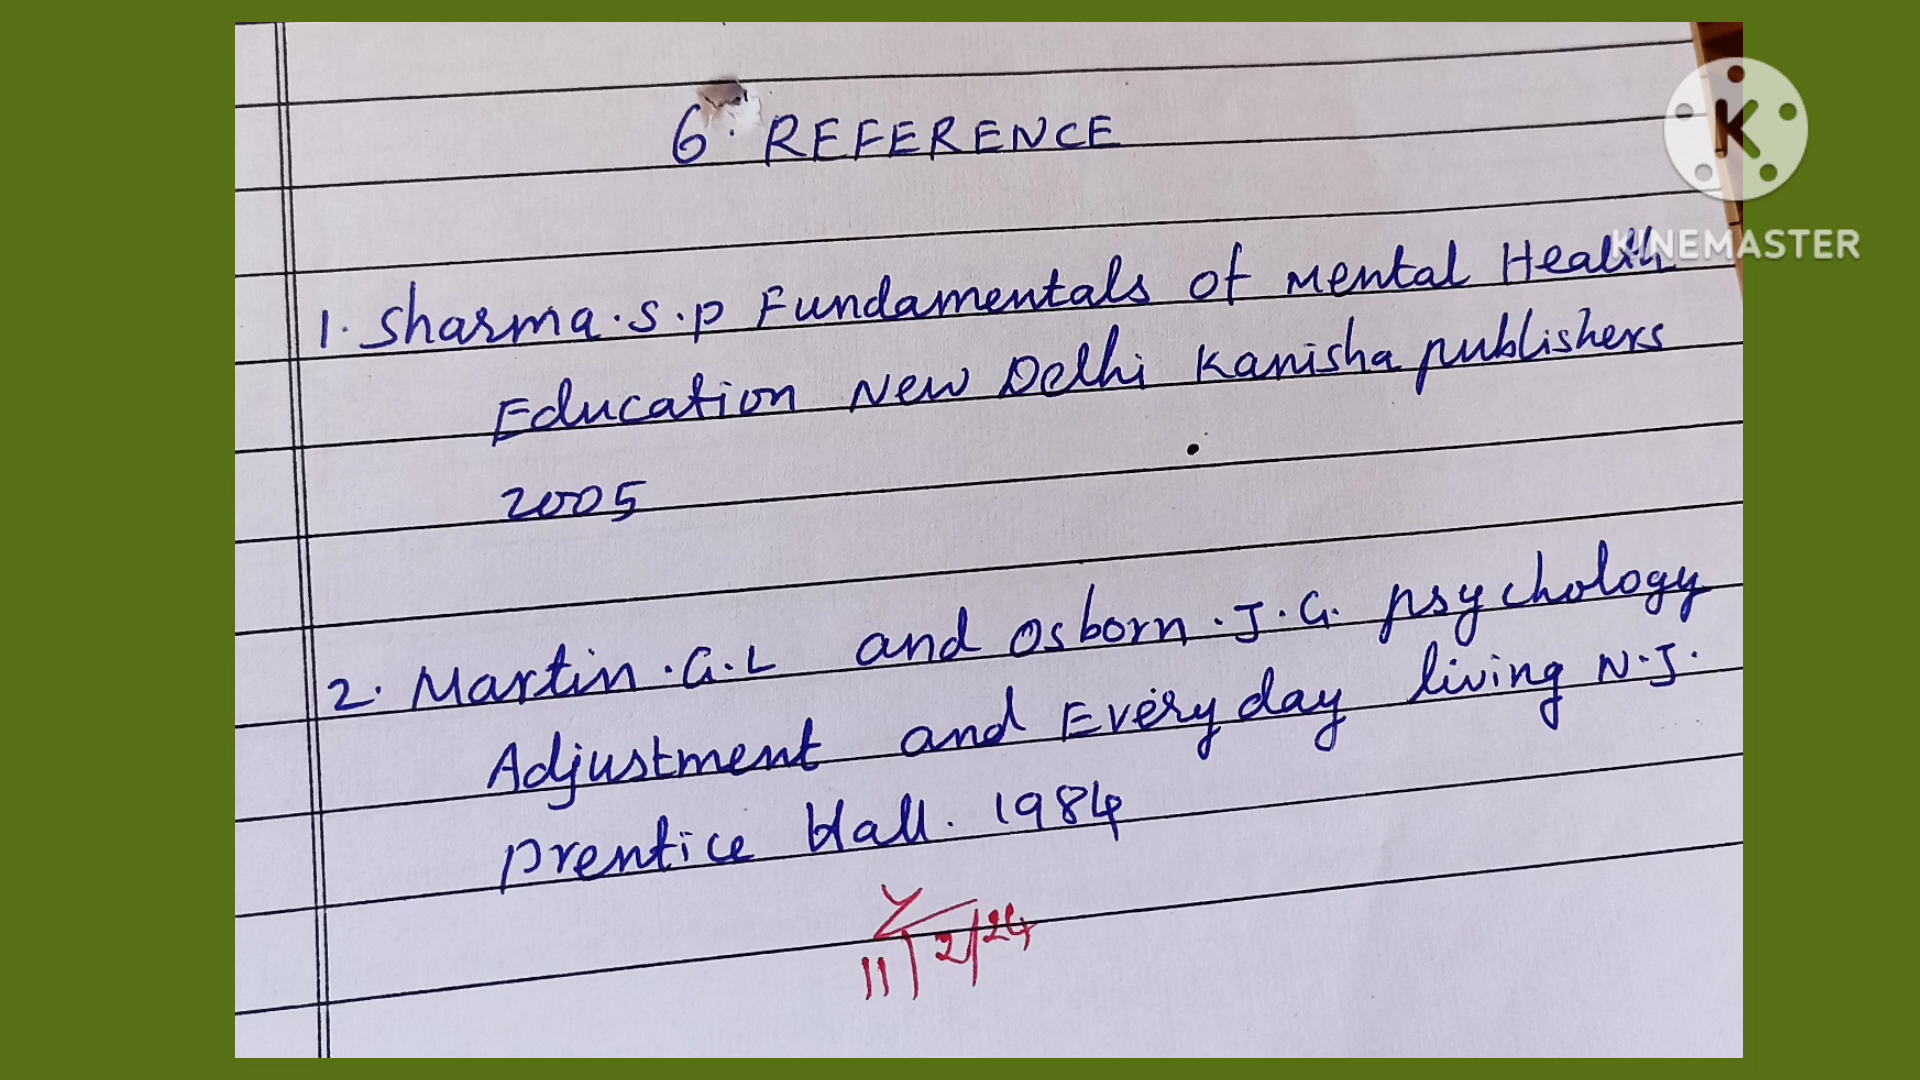 6. REFERENCE
KINEMASTER
1. Sharma.S.P Fundamentals of Mental Health
Education New Delhi Kanisha publishers
2005
2. Martin.G.L and Osborn.J.G. psychology
Adjustment and Everyday living N.J.
Prentice Hall. 1984
11/2/24